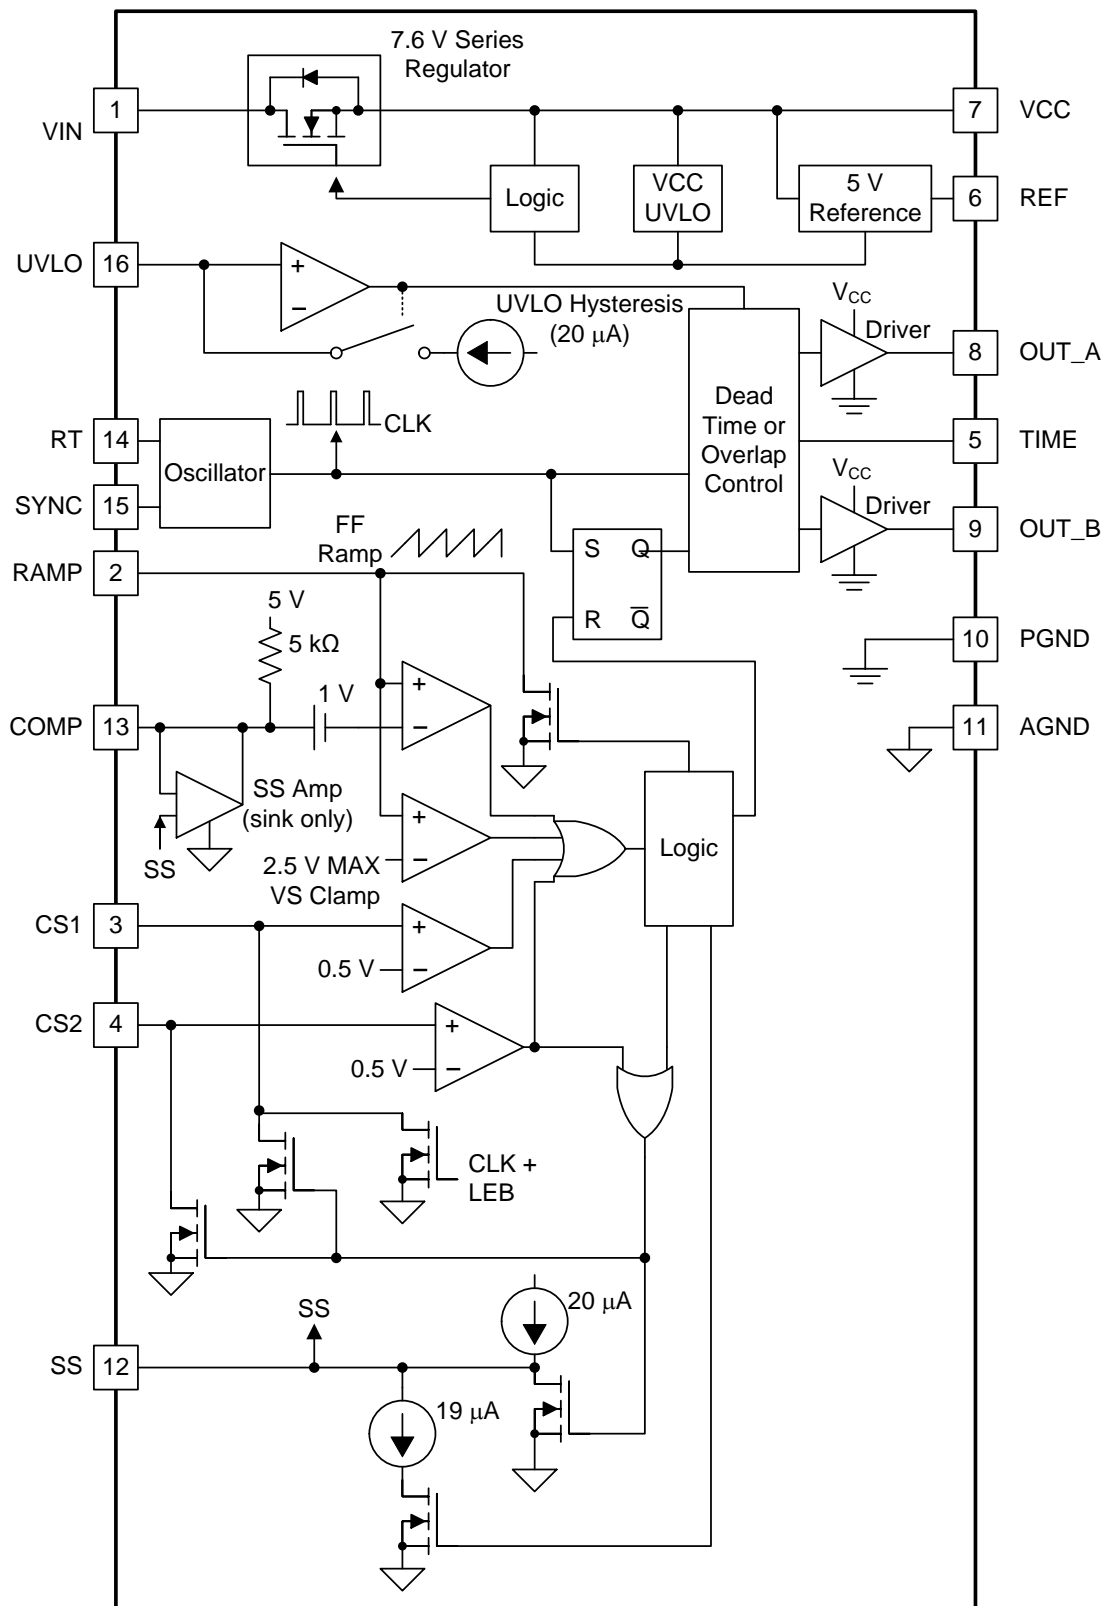 7.6 V Series
Regulator
1
VIN
7
VCC
Logic
VCC
UVLO
5 V
Reference
6
REF
UVLO
16
+
−
UVLO Hysteresis
(20 μA)
VCC
Driver
8
OUT_A
CLK
RT
14
Oscillator
SYNC
15
Dead
Time or
Overlap
Control
5
TIME
VCC
Driver
9
OUT_B
FF
Ramp
RAMP
2
S
Q
R
Q̅
5 V
5 kΩ
10
PGND
1 V
+
−
COMP
13
11
AGND
SS Amp
(sink only)
SS
+
−
2.5 V MAX
VS Clamp
Logic
CS1
3
+
−
0.5 V
CS2
4
+
−
0.5 V
CLK +
LEB
SS
20 μA
SS
12
19 μA